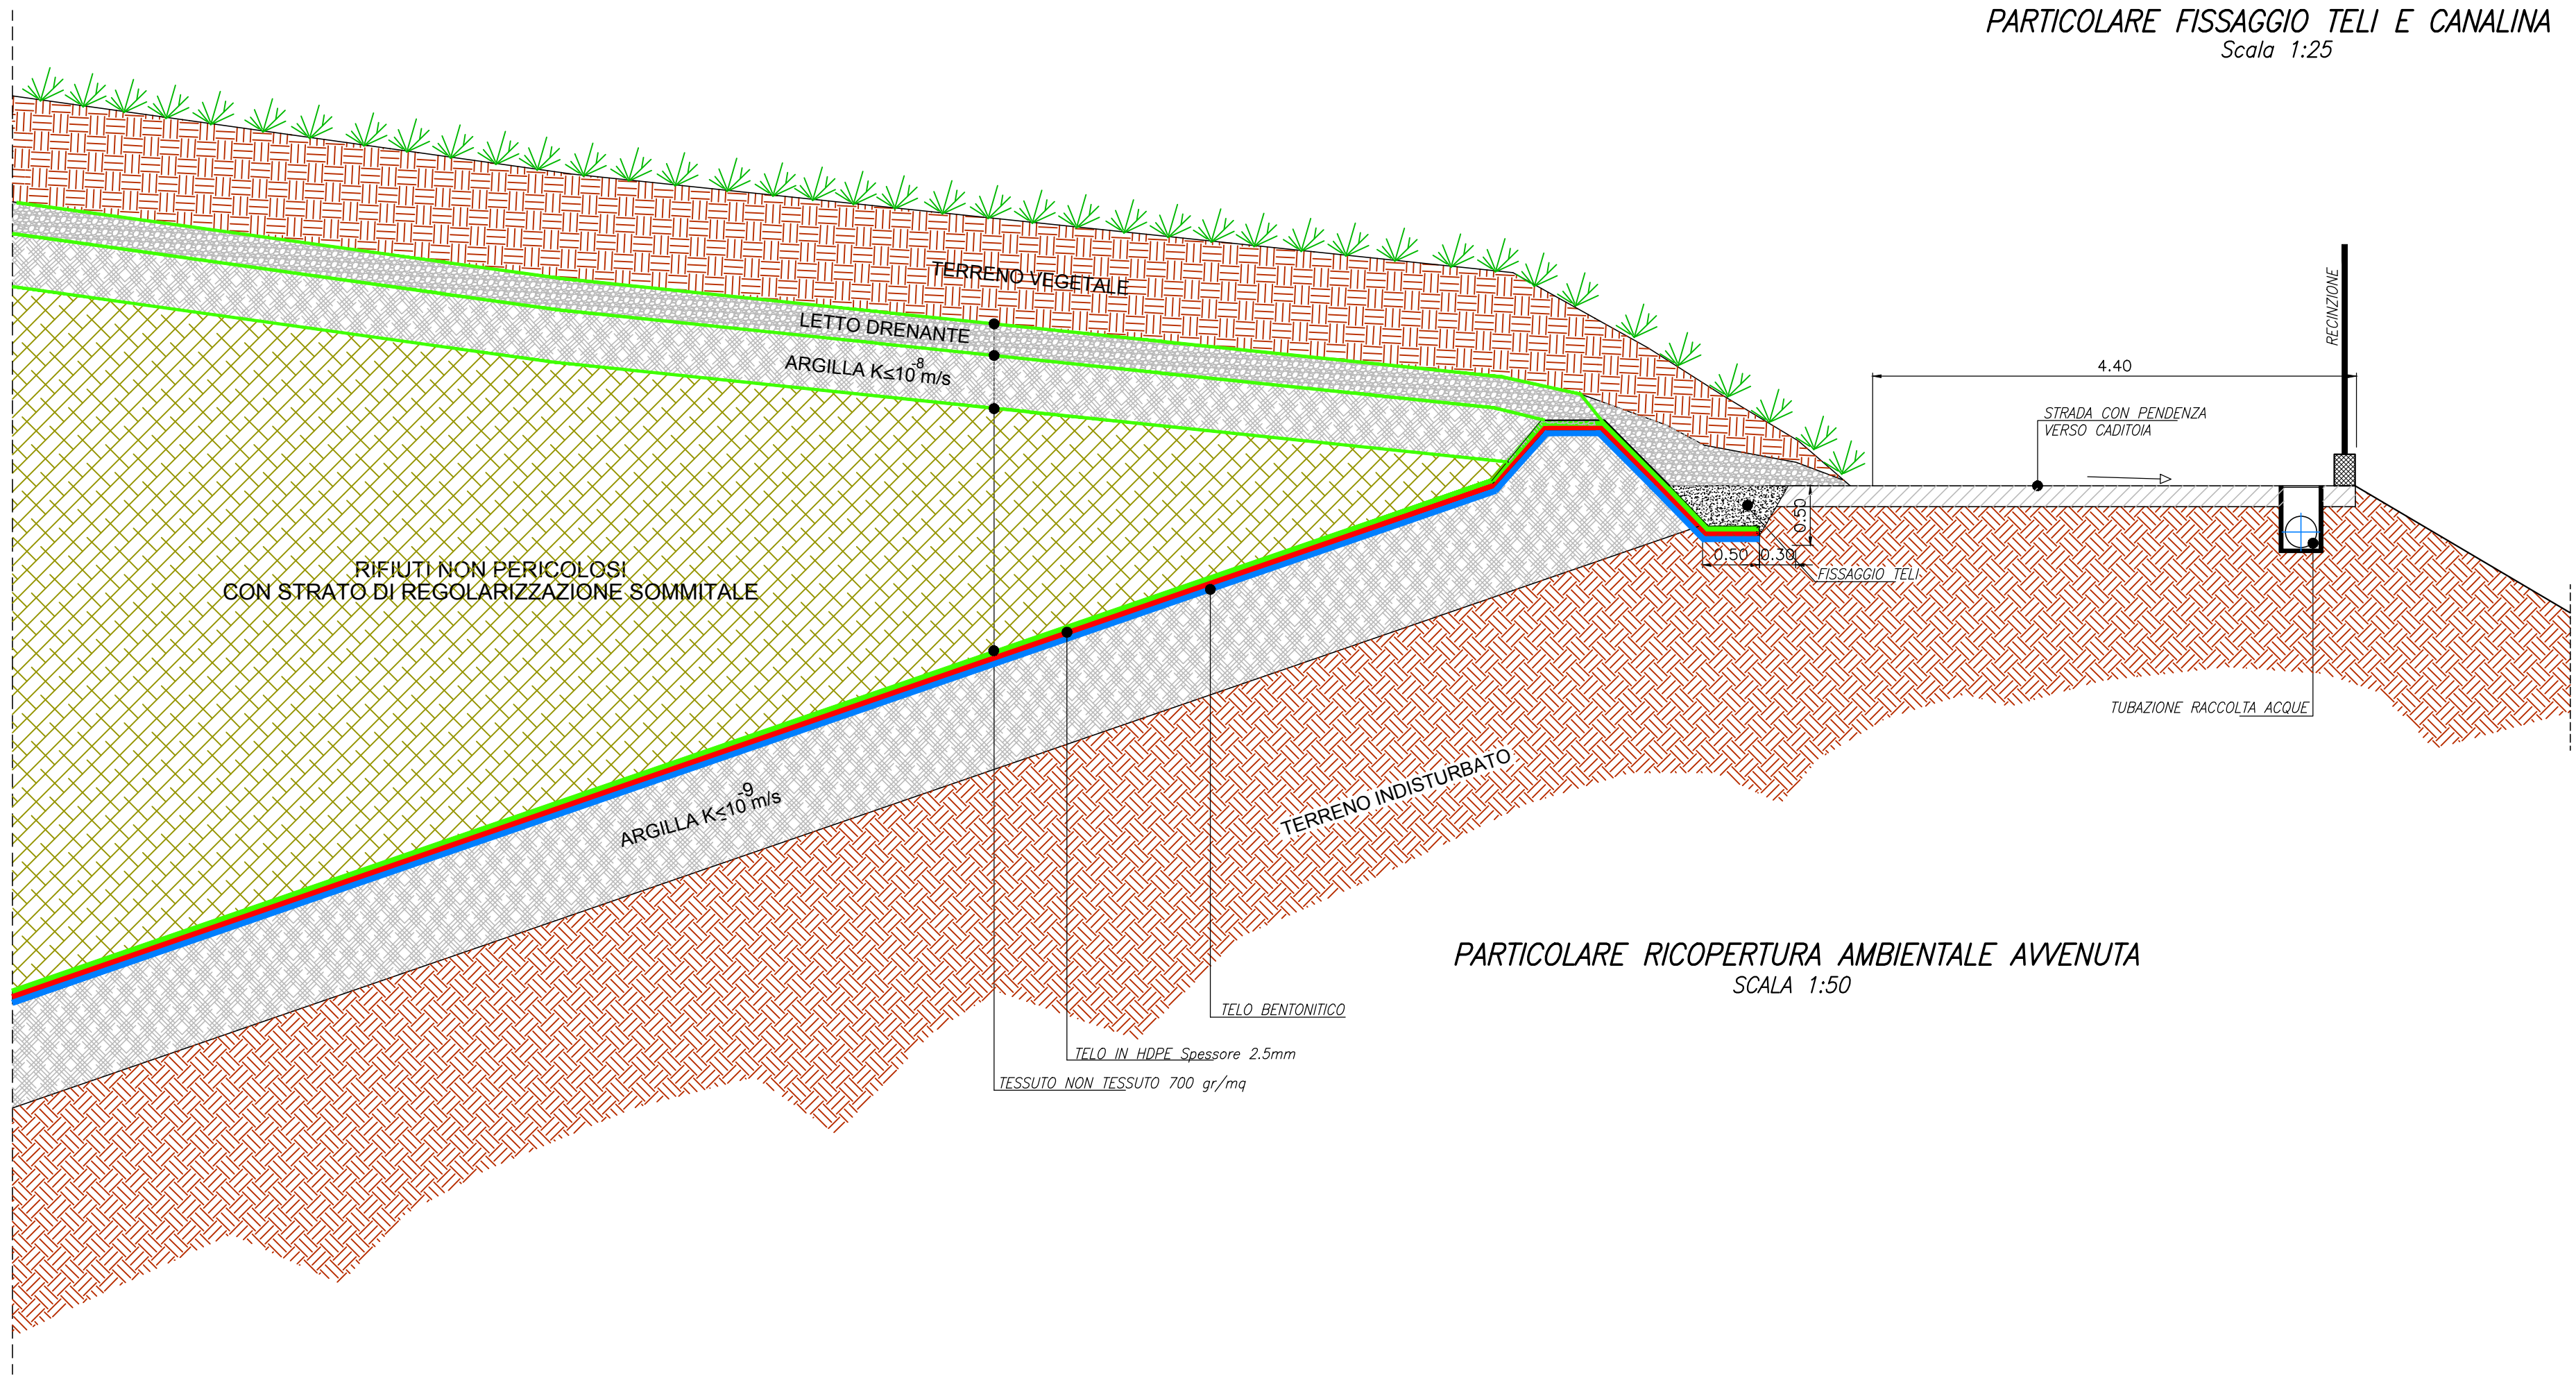 PARTICOLARE FISSAGGIO TELI E CANALINA
Scala 1:25
TERRENO VEGETALE
LETTO DRENANTE
ARGILLA K≤10⁻⁸ m/s
RECINZIONE
4.40
STRADA CON PENDENZA
VERSO CADITOIA
0.50
0.50
0.30
FISSAGGIO TELI
RIFIUTI NON PERICOLOSI
CON STRATO DI REGOLARIZZAZIONE SOMMITALE
TUBAZIONE RACCOLTA ACQUE
ARGILLA K≤10⁻⁹ m/s
TERRENO INDISTURBATO
PARTICOLARE RICOPERTURA AMBIENTALE AVVENUTA
SCALA 1:50
TELO BENTONITICO
TELO IN HDPE Spessore 2.5mm
TESSUTO NON TESSUTO 700 gr/mq